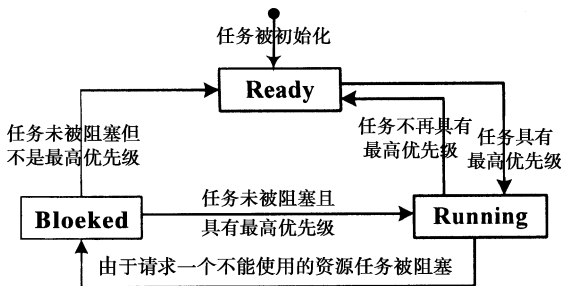 任务被初始化
Ready
任务未被阻塞但
不是最高优先级
任务不再具有
最高优先级
任务具有
最高优先级
Bloeked
任务未被阻塞且
具有最高优先级
Running
由于请求一个不能使用的资源任务被阻塞